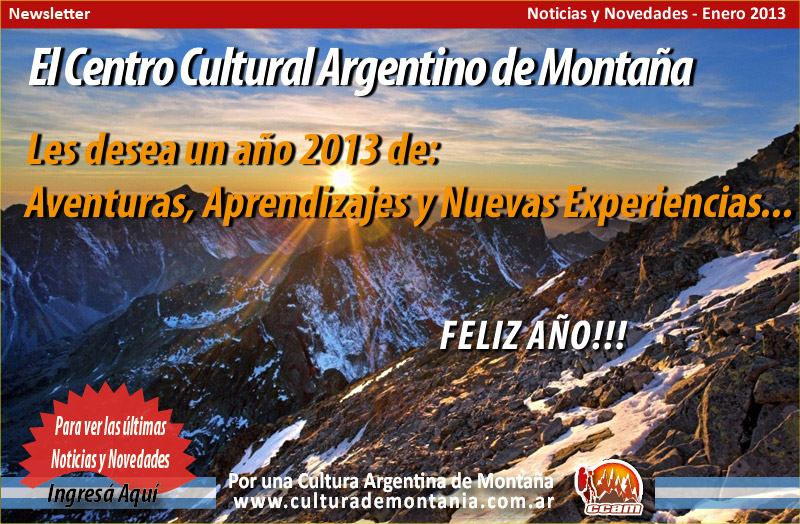 Newsletter
Noticias y Novedades - Enero 2013
El Centro Cultural Argentino de Montaña
Les desea un año 2013 de:
Aventuras, Aprendizajes y Nuevas Experiencias...
FELIZ AÑO!!!
Para ver las últimas
Noticias y Novedades
Ingresá Aquí
Por una Cultura Argentina de Montaña
www.culturademontania.com.ar
ccam